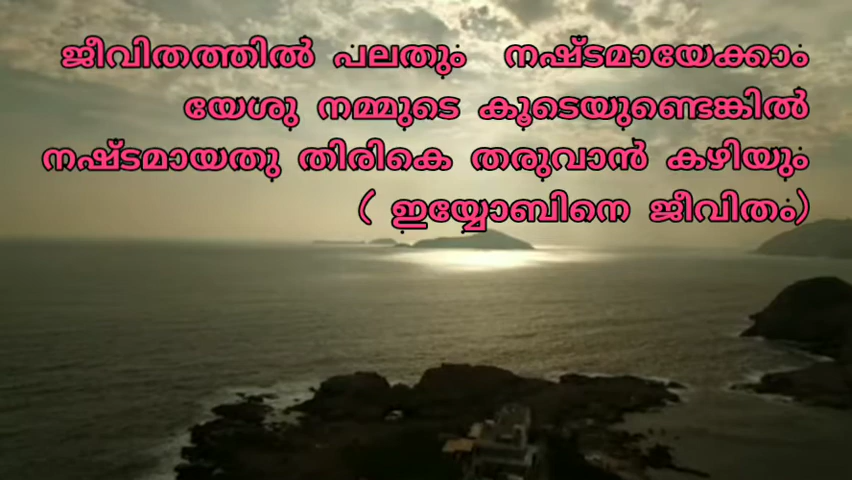 ജീവിതത്തിൽ പലതും നഷ്ടമായേക്കാം
യേശു നമ്മുടെ കൂടെയുണ്ടെങ്കിൽ
നഷ്ടമായതു തിരികെ തരുവാൻ കഴിയും
( ഇയ്യോബിനെ ജീവിതം)